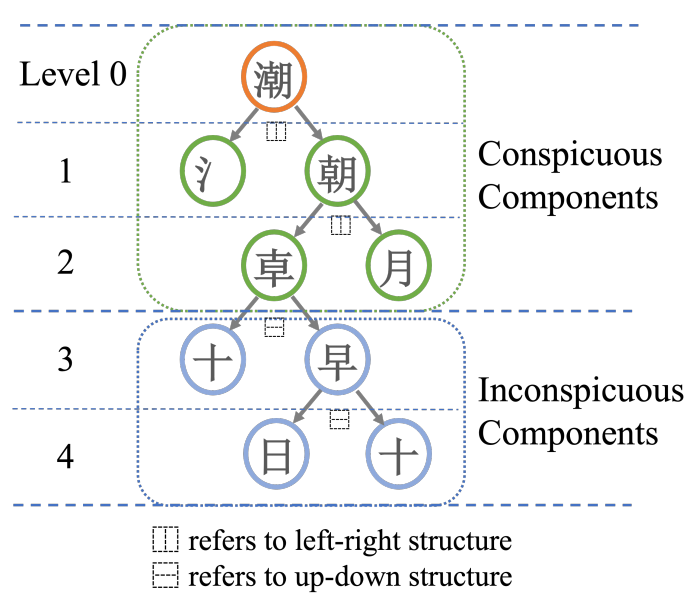 Level 0
潮
1
氵
朝
Conspicuous
Components
2
𠦝
月
3
十
早
Inconspicuous
Components
4
日
十
⿰ refers to left-right structure
⿱ refers to up-down structure